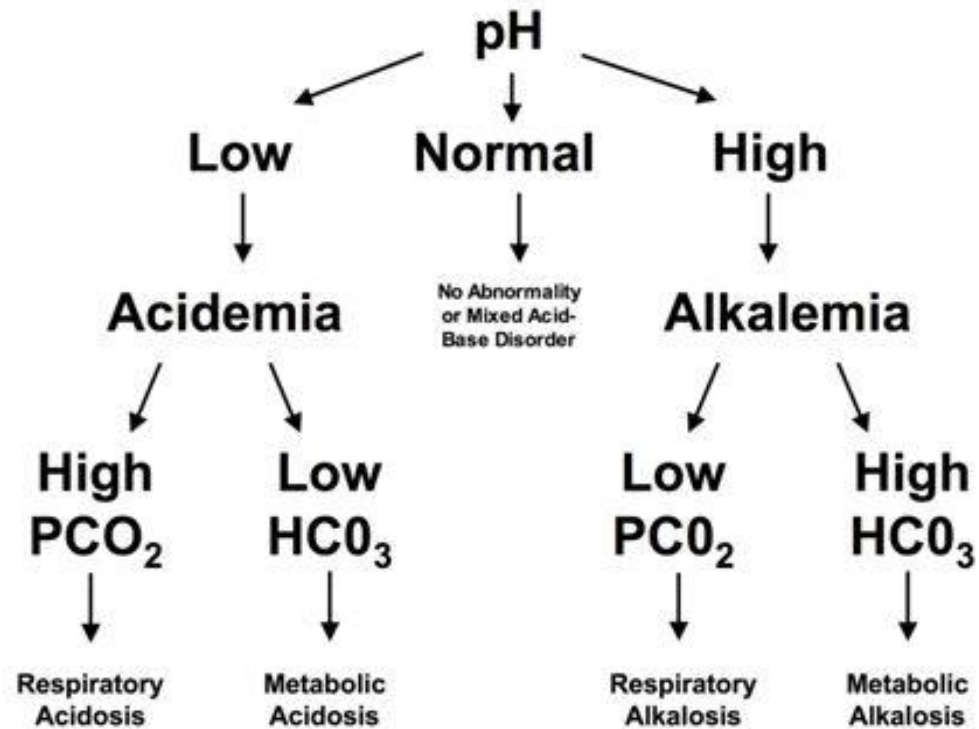 pH
Low Normal High
Acidemia
No Abnormality
or Mixed Acid-
Base Disorder
Alkalemia
High
PCO₂
Low
HC0₃
Low
PC0₂
High
HC0₃
Respiratory
Acidosis
Metabolic
Acidosis
Respiratory
Alkalosis
Metabolic
Alkalosis